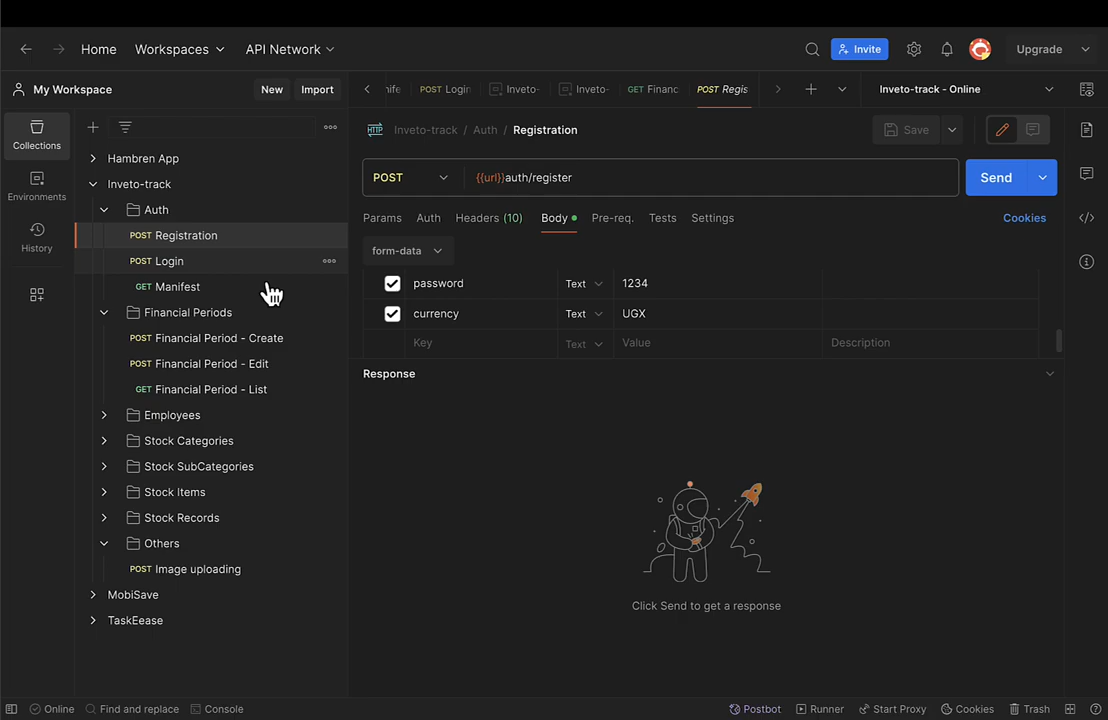 Home Workspaces API Network Invite Upgrade
My Workspace New Import
nife POST Login Inveto- Inveto- GET Financ POST Regis Inveto-track - Online
Collections
Environments
History
Hambren App
Inveto-track
Auth
POST Registration
POST Login
GET Manifest
Financial Periods
POST Financial Period - Create
POST Financial Period - Edit
GET Financial Period - List
Employees
Stock Categories
Stock SubCategories
Stock Items
Stock Records
Others
POST Image uploading
MobiSave
TaskEease
HTTP Inveto-track / Auth / Registration Save
POST {{url}}auth/register Send
Params Auth Headers (10) Body Pre-req. Tests Settings Cookies
form-data
password Text 1234
currency Text UGX
Key Text Value Description
Response
Click Send to get a response
Online Find and replace Console Postbot Runner Start Proxy Cookies Trash